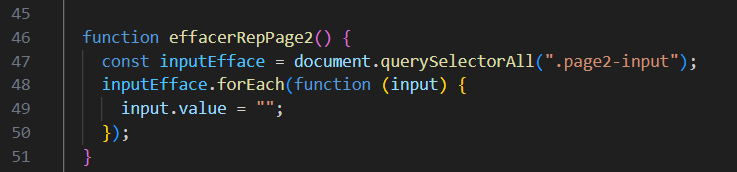 45
46 function effacerRepPage2() {
47 const inputEfface = document.querySelectorAll(".page2-input");
48 inputEfface.forEach(function (input) {
49 input.value = "";
50 });
51 }